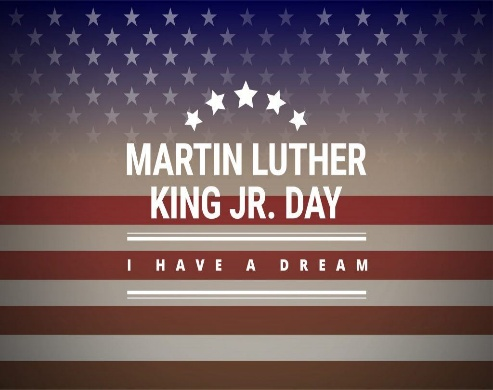 MARTIN LUTHER
KING JR. DAY
I HAVE A DREAM